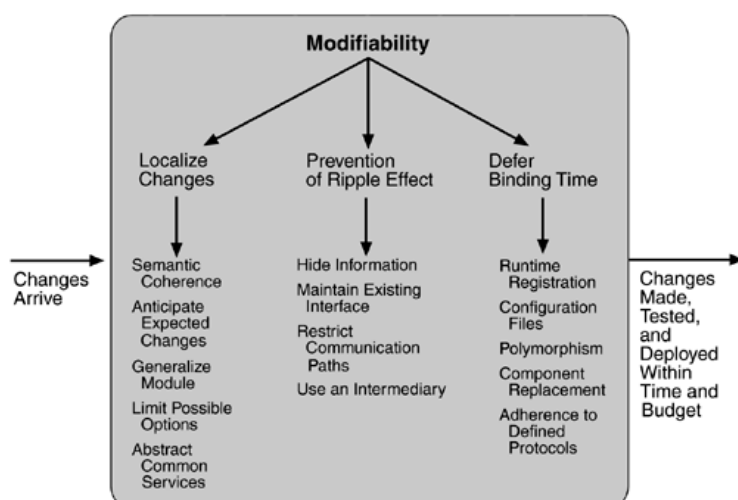 Modifiability
Localize
Changes
Prevention
of Ripple Effect
Defer
Binding Time
Changes
Arrive
Semantic
Coherence
Anticipate
Expected
Changes
Generalize
Module
Limit Possible
Options
Abstract
Common
Services
Hide Information
Maintain Existing
Interface
Restrict
Communication
Paths
Use an Intermediary
Runtime
Registration
Configuration
Files
Polymorphism
Component
Replacement
Adherence to
Defined
Protocols
Changes
Made,
Tested,
and
Deployed
Within
Time and
Budget